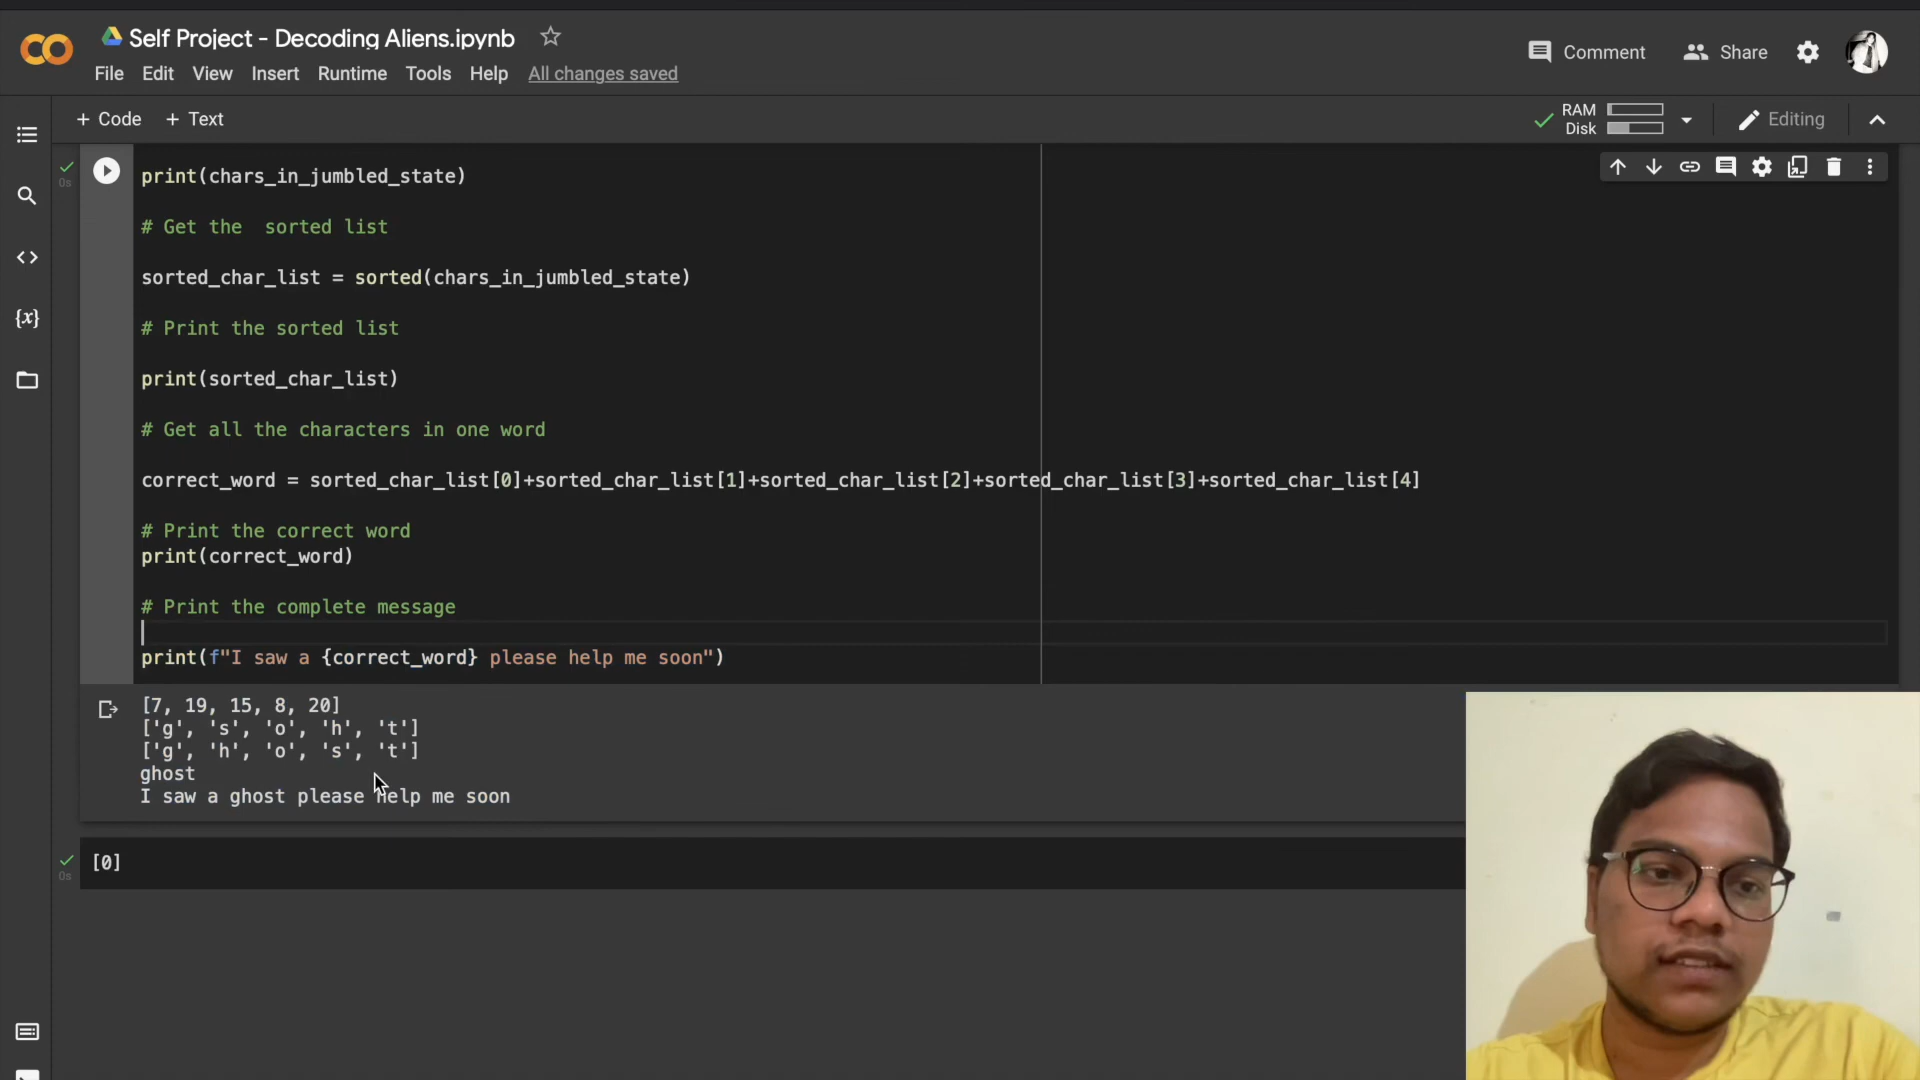 Self Project - Decoding Aliens.ipynb
File Edit View Insert Runtime Tools Help All changes saved
Comment Share
+ Code + Text
RAM
Disk
Editing
0s
print(chars_in_jumbled_state)
# Get the  sorted list
sorted_char_list = sorted(chars_in_jumbled_state)
# Print the sorted list
print(sorted_char_list)
# Get all the characters in one word
correct_word = sorted_char_list[0]+sorted_char_list[1]+sorted_char_list[2]+sorted_char_list[3]+sorted_char_list[4]
# Print the correct word
print(correct_word)
# Print the complete message
print(f"I saw a {correct_word} please help me soon")
[7, 19, 15, 8, 20]
['g', 's', 'o', 'h', 't']
['g', 'h', 'o', 's', 't']
ghost
I saw a ghost please help me soon
[0]
0s